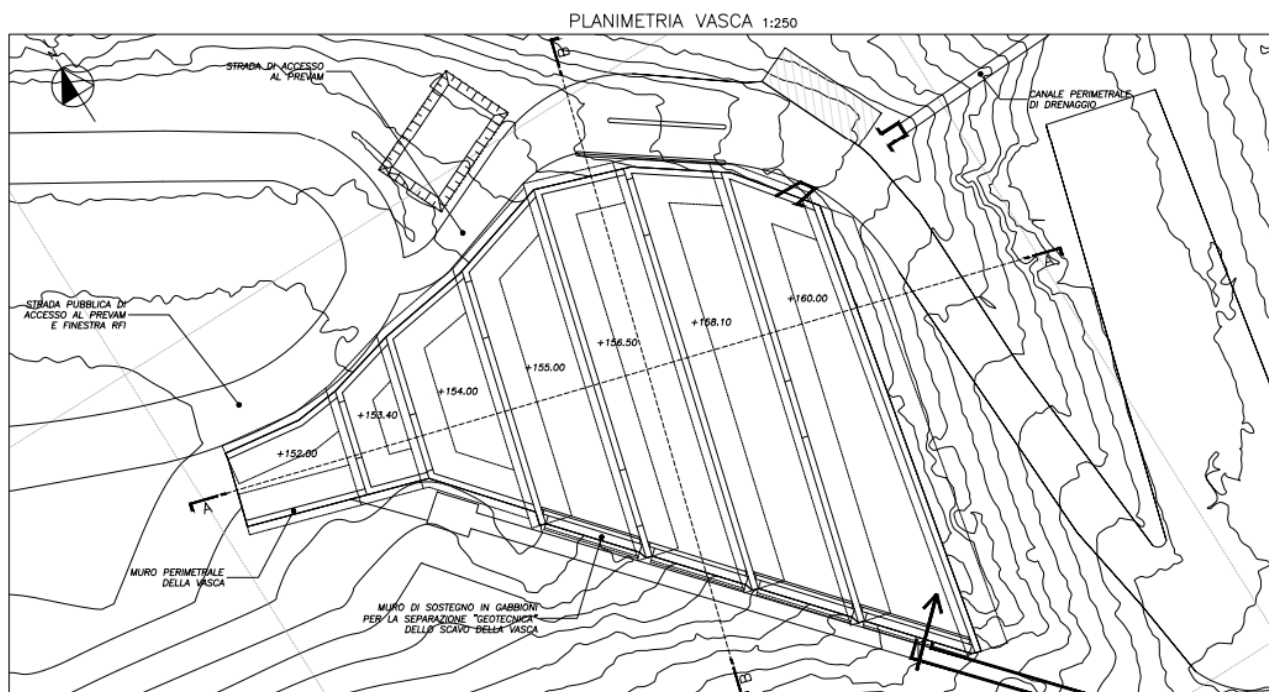 PLANIMETRIA VASCA 1:250
N
B
STRADA DI ACCESSO
AL PREVAM
CANALE PERIMETRALE
DI DRENAGGIO
A
STRADA PUBBLICA DI
ACCESSO AL PREVAM
E FINESTRA RFI
+160.00
+158.10
+156.50
+155.00
+154.00
+153.40
+152.00
A
MURO PERIMETRALE
DELLA VASCA
MURO DI SOSTEGNO IN GABBIONI
PER LA SEPARAZIONE "GEOTECNICA"
DELLO SCAVO DELLA VASCA
B